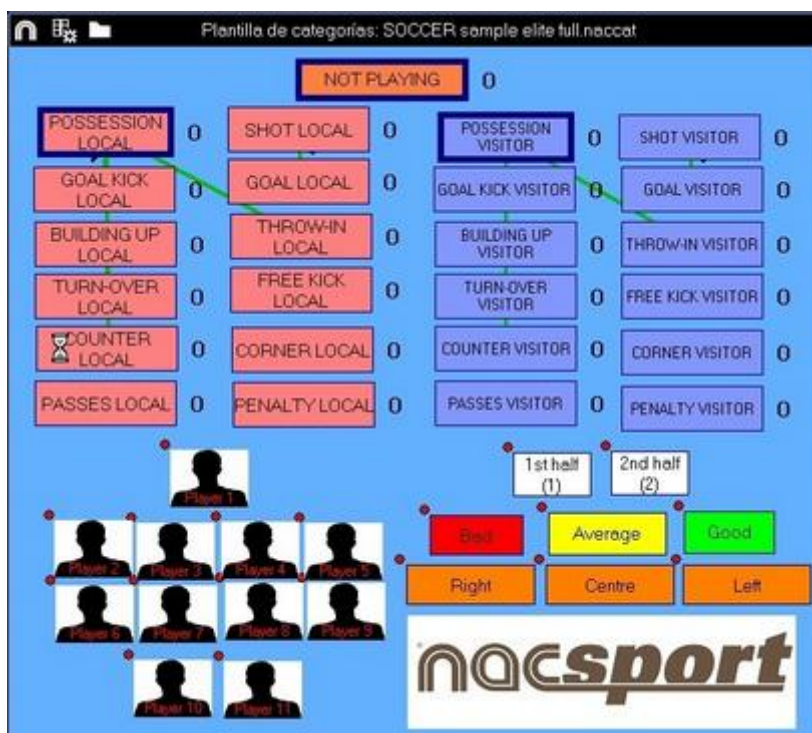 Plantilla de categorías: SOCCER sample elite full.naccat
NOT PLAYING 0
POSSESSION LOCAL 0
SHOT LOCAL 0
GOAL KICK LOCAL 0
GOAL LOCAL 0
BUILDING UP LOCAL 0
THROW-IN LOCAL 0
TURN-OVER LOCAL 0
FREE KICK LOCAL 0
COUNTER LOCAL 0
CORNER LOCAL 0
PASSES LOCAL 0
PENALTY LOCAL 0
POSSESSION VISITOR 0
SHOT VISITOR 0
GOAL KICK VISITOR 0
GOAL VISITOR 0
BUILDING UP VISITOR 0
THROW-IN VISITOR 0
TURN-OVER VISITOR 0
FREE KICK VISITOR 0
COUNTER VISITOR 0
CORNER VISITOR 0
PASSES VISITOR 0
PENALTY VISITOR 0
Player 1
Player 2 Player 3 Player 4 Player 5
Player 6 Player 7 Player 8 Player 9
Player 10 Player 11
1st half (1)
2nd half (2)
Bad Average Good
Right Centre Left
nacsport